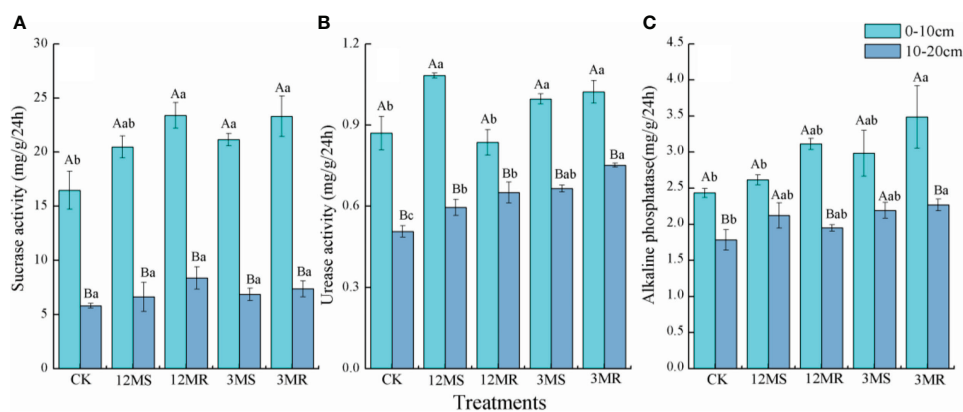 A
Sucrase activity (mg/g/24h)
30
25
20
15
10
5
0
Ab
Ba
Aab
Ba
Aa
Ba
Aa
Ba
Aa
Ba
CK 12MS 12MR 3MS 3MR
B
Urease activity (mg/g/24h)
1.2
0.9
0.6
0.3
0.0
Ab
Bc
Aa
Bb
Ab
Bb
Aa
Bab
Aa
Ba
CK 12MS 12MR 3MS 3MR
Treatments
C
Alkaline phosphatase(mg/g/24h)
4.5
4.0
3.5
3.0
2.5
2.0
1.5
1.0
0.5
0.0
0-10cm
10-20cm
Ab
Bb
Ab
Aab
Aab
Bab
Aab
Aab
Aa
Ba
CK 12MS 12MR 3MS 3MR